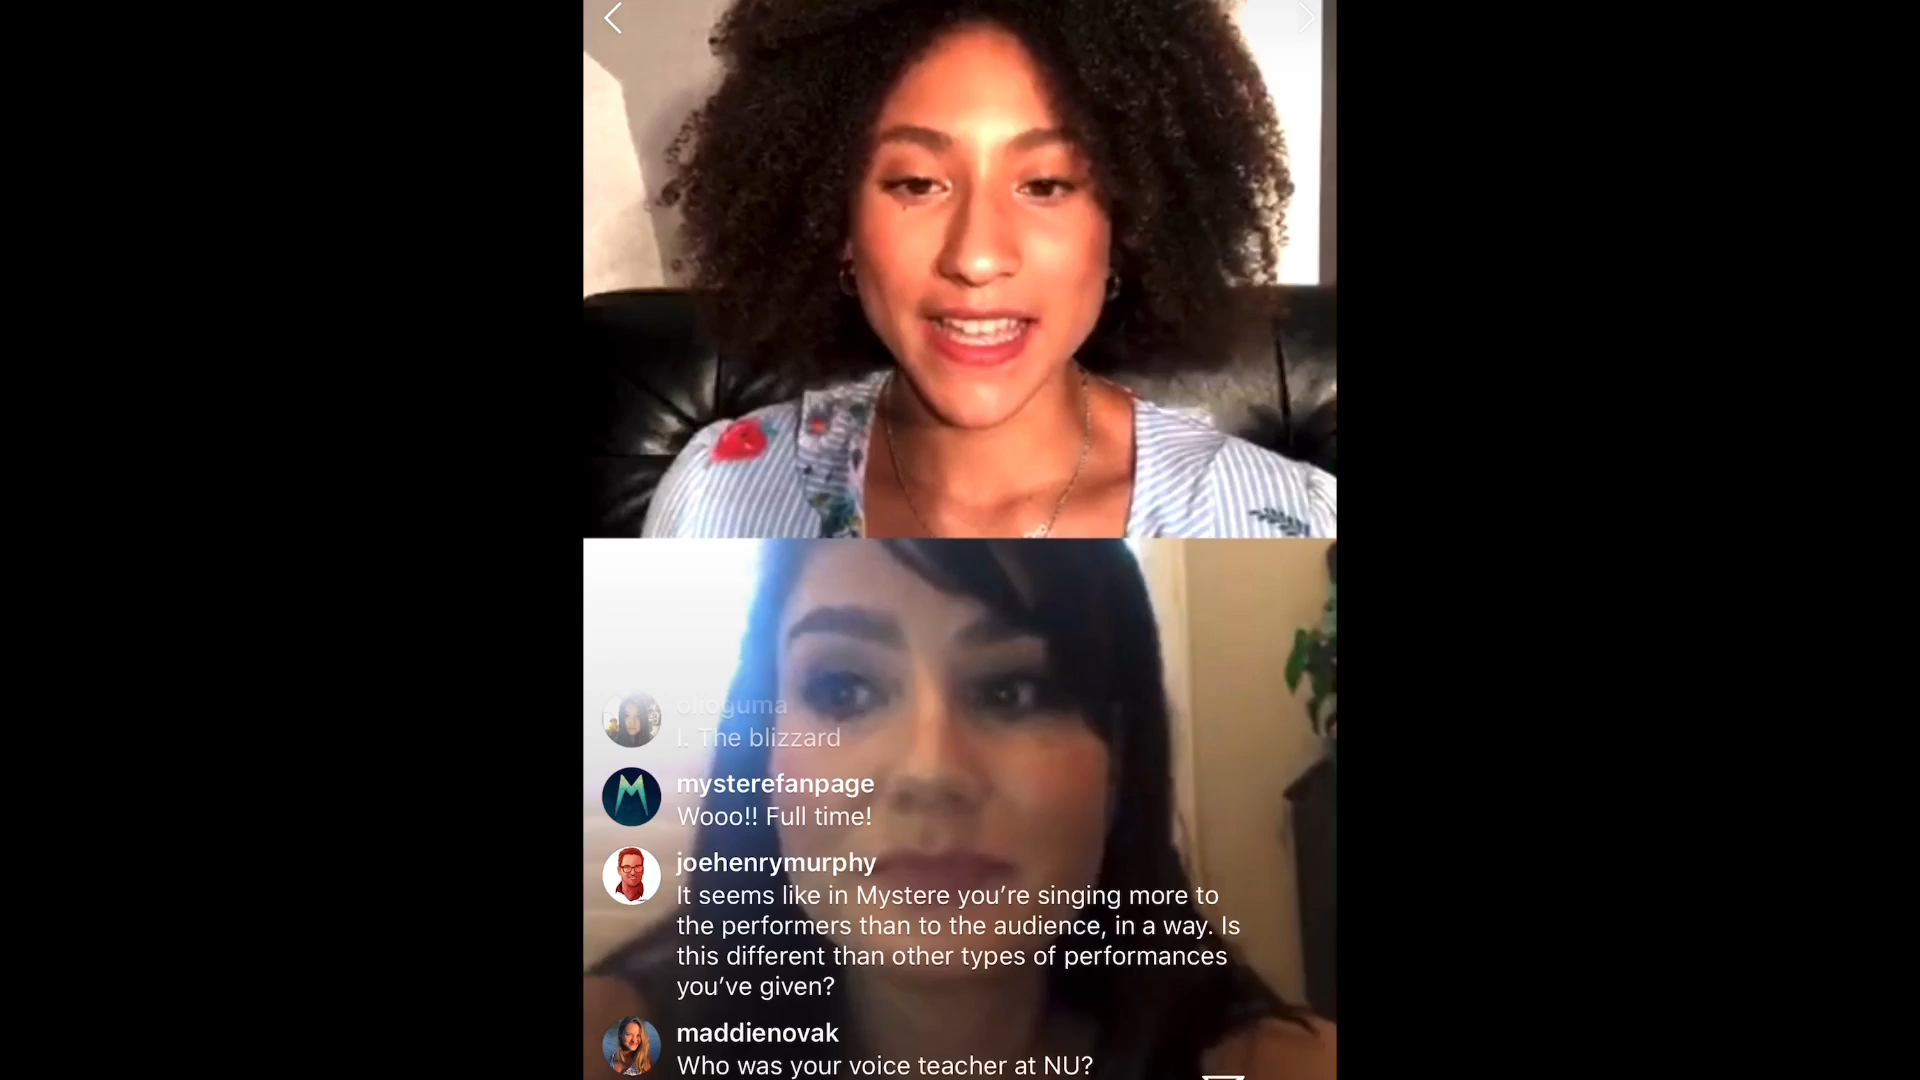 olioguma
I. The blizzard
mysterefanpage
Wooo!! Full time!
joehenrymurphy
It seems like in Mystere you’re singing more to
the performers than to the audience, in a way. Is
this different than other types of performances
you’ve given?
maddienovak
Who was your voice teacher at NU?